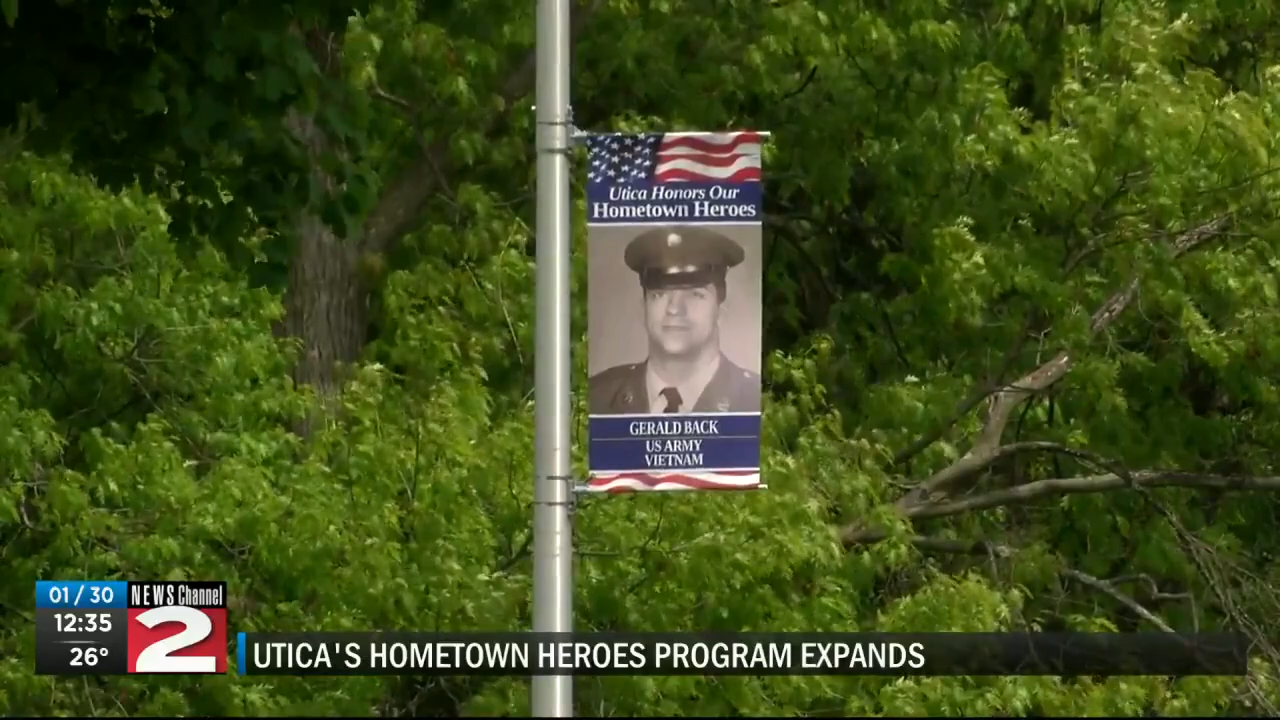 Utica Honors Our
Hometown Heroes
GERALD BACK
US ARMY
VIETNAM
01 / 30
NEWS Channel
12:35
2
26°
UTICA'S HOMETOWN HEROES PROGRAM EXPANDS